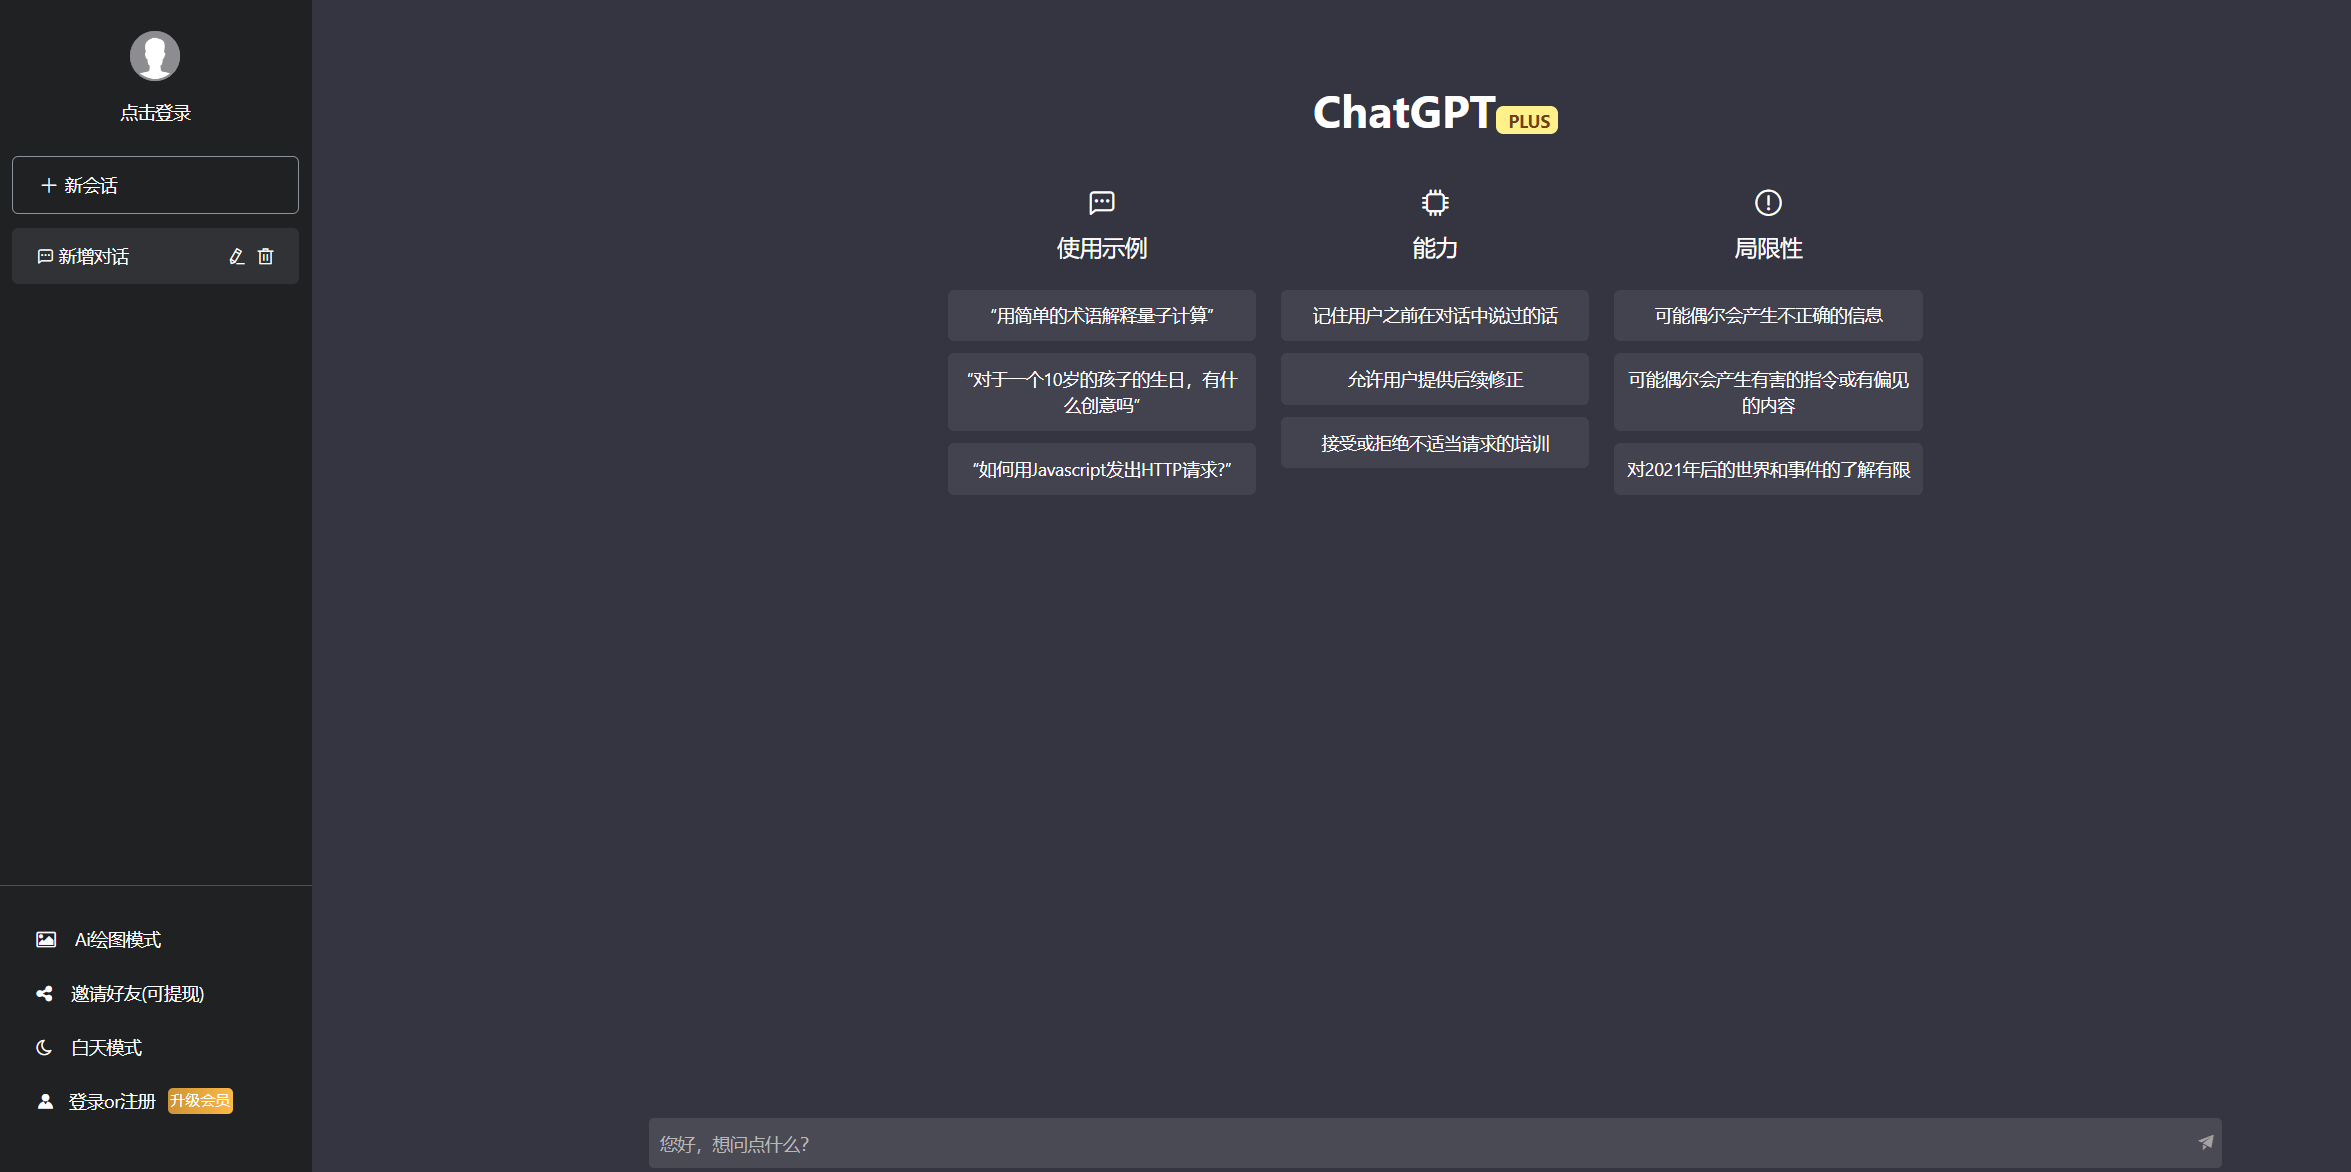 点击登录
新会话
新增对话
Ai绘图模式
邀请好友(可提现)
白天模式
登录or注册 升级会员
ChatGPT PLUS
使用示例
“用简单的术语解释量子计算”
“对于一个10岁的孩子的生日，有什
么创意吗”
“如何用Javascript发出HTTP请求?”
能力
记住用户之前在对话中说过的话
允许用户提供后续修正
接受或拒绝不适当请求的培训
局限性
可能偶尔会产生不正确的信息
可能偶尔会产生有害的指令或有偏见
的内容
对2021年后的世界和事件的了解有限
您好，想问点什么?